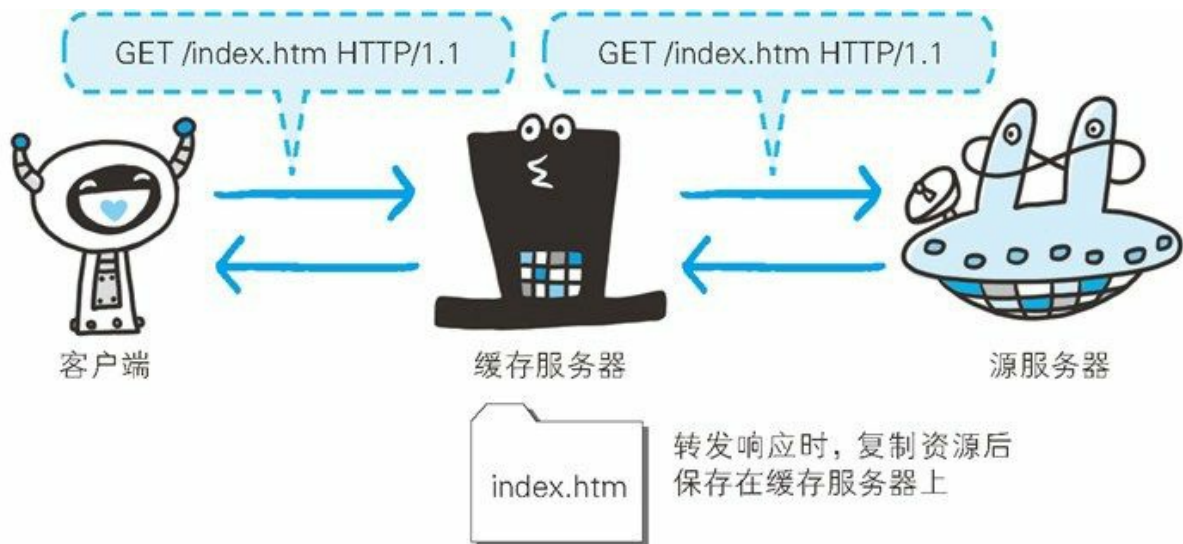 GET /index.htm HTTP/1.1
GET /index.htm HTTP/1.1
客户端
缓存服务器
源服务器
index.htm
转发响应时，复制资源后
保存在缓存服务器上